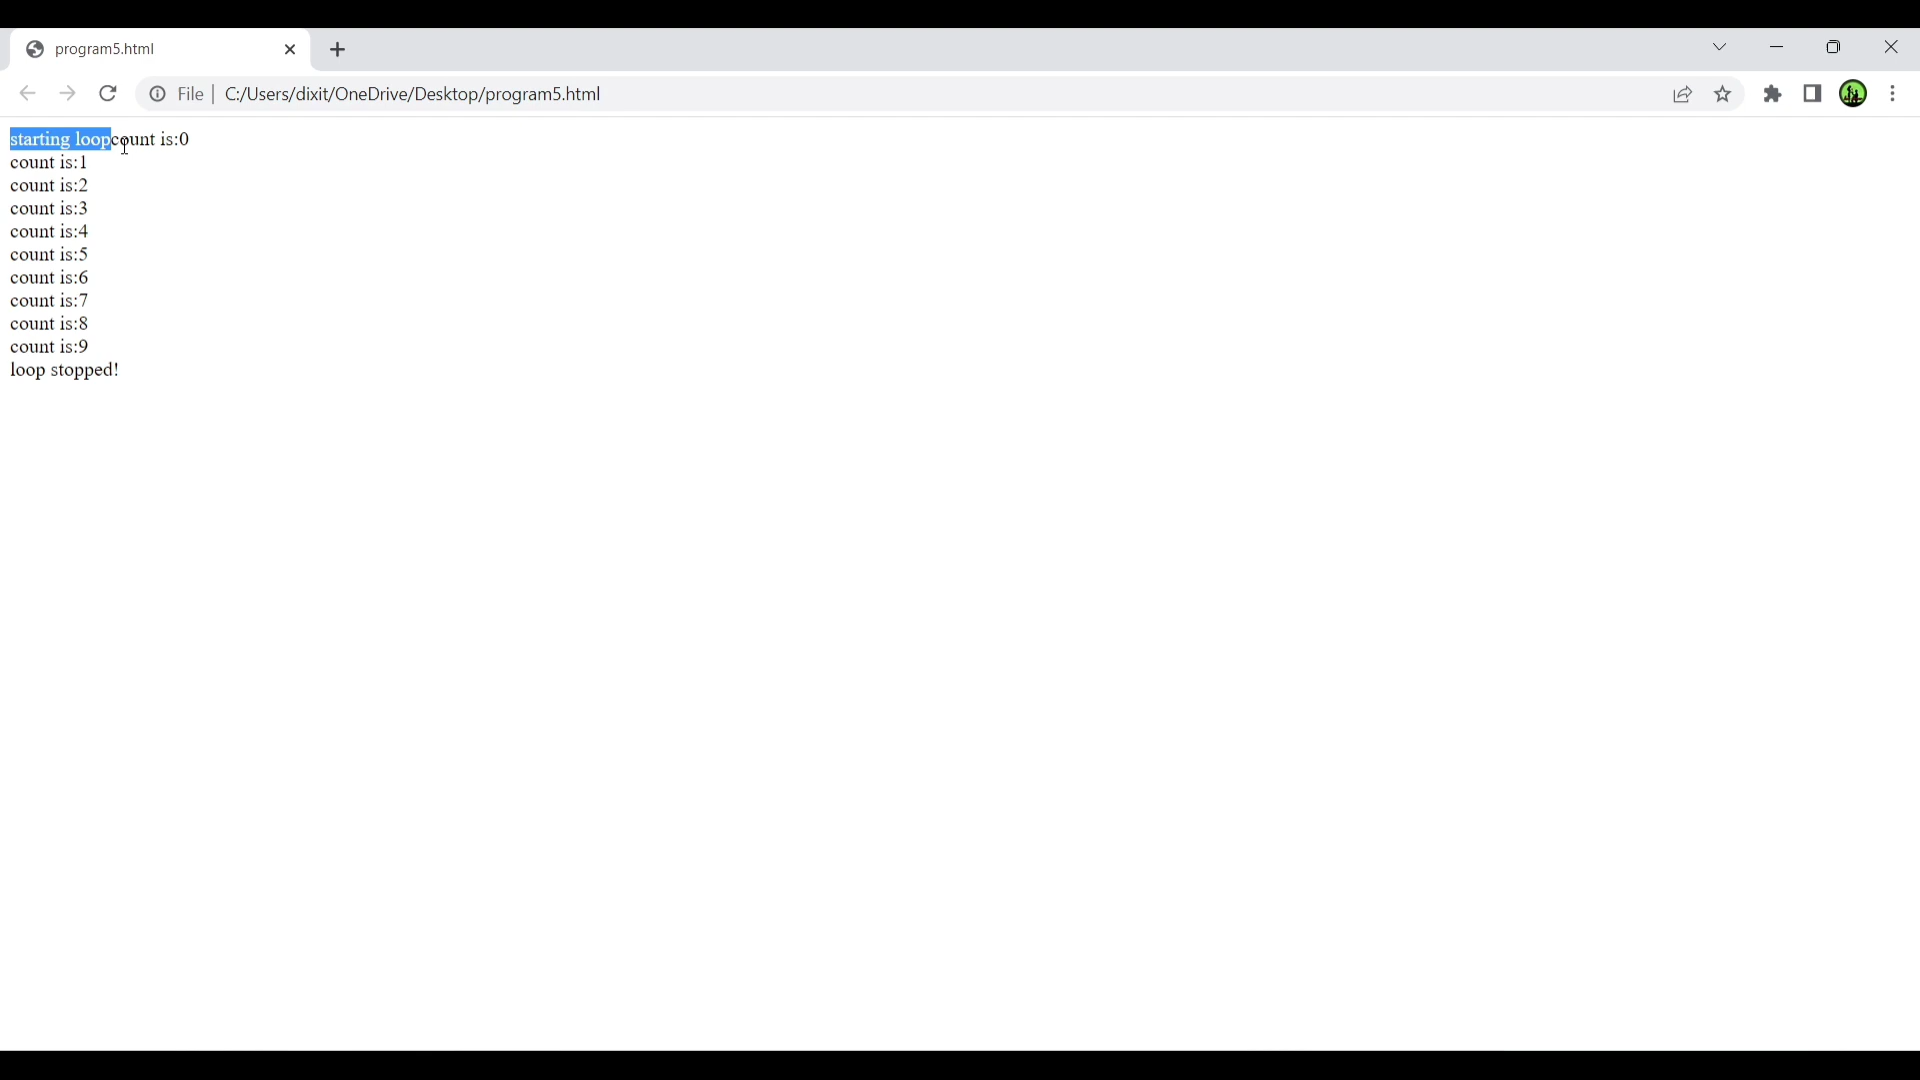 program5.html
File | C:/Users/dixit/OneDrive/Desktop/program5.html
starting loopcount is:0
count is:1
count is:2
count is:3
count is:4
count is:5
count is:6
count is:7
count is:8
count is:9
loop stopped!